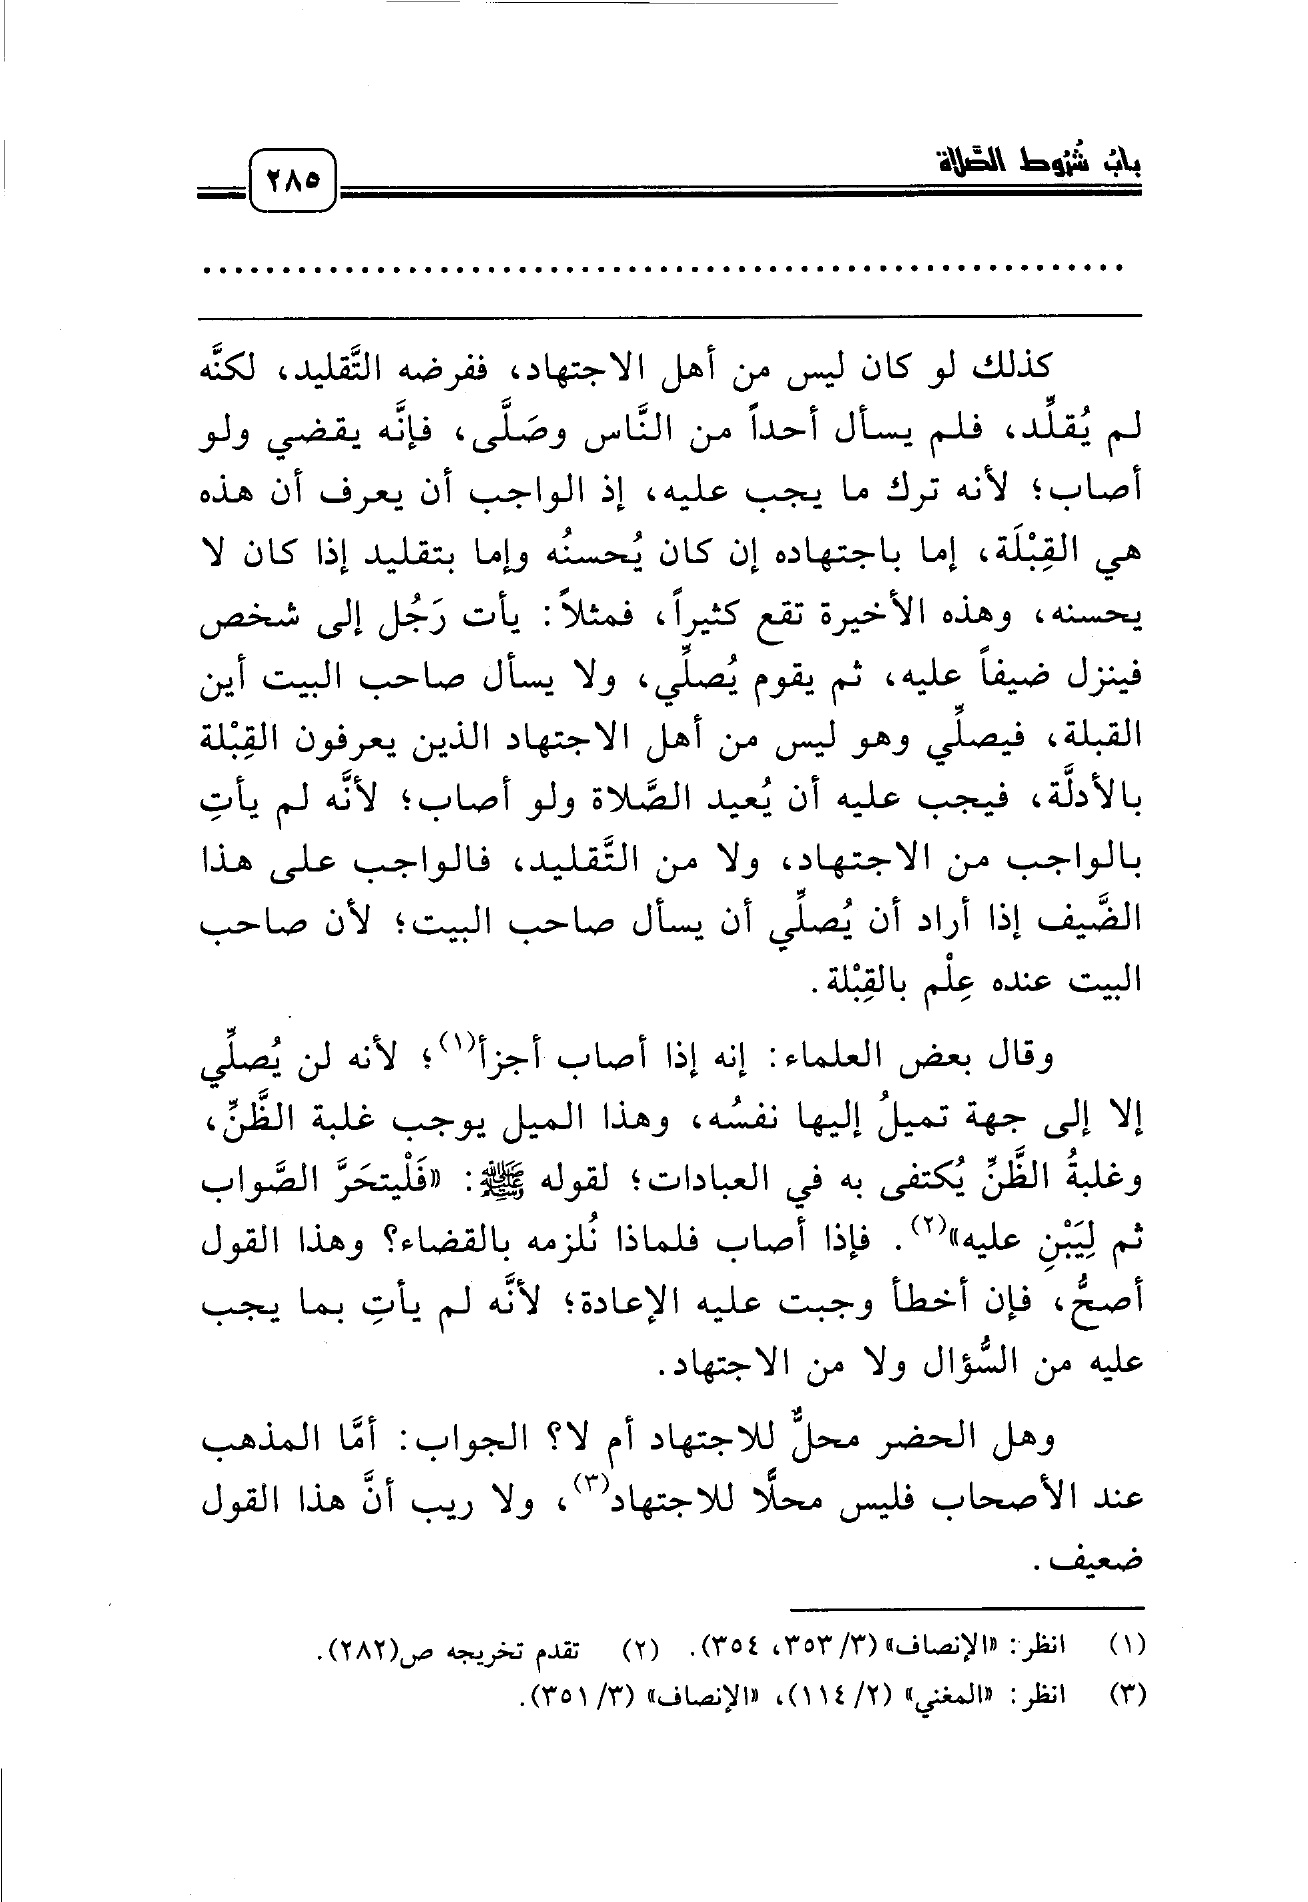 بابُ شُرُوط الصَّلاة
٢٨٥
كذلك لو كان ليس من أهل الاجتهاد، ففرضه التَّقليد، لكنَّه
لم يُقلِّد، فلم يسأل أحداً من النَّاس وصَلَّى، فإنَّه يقضي ولو
أصاب؛ لأنه ترك ما يجب عليه، إذ الواجب أن يعرف أن هذه
هي القِبْلَة، إما باجتهاده إن كان يُحسنُه وإما بتقليد إذا كان لا
يحسنه، وهذه الأخيرة تقع كثيراً، فمثلاً: يأت رَجُل إلى شخص
فينزل ضيفاً عليه، ثم يقوم يُصلِّي، ولا يسأل صاحب البيت أين
القبلة، فيصلِّي وهو ليس من أهل الاجتهاد الذين يعرفون القِبْلة
بالأدلَّة، فيجب عليه أن يُعيد الصَّلاة ولو أصاب؛ لأنَّه لم يأتِ
بالواجب من الاجتهاد، ولا من التَّقليد، فالواجب على هذا
الضَّيف إذا أراد أن يُصلِّي أن يسأل صاحب البيت؛ لأن صاحب
البيت عنده عِلْم بالقِبْلة.
وقال بعض العلماء: إنه إذا أصاب أجزأ(١)؛ لأنه لن يُصلِّي
إلا إلى جهة تميلُ إليها نفسُه، وهذا الميل يوجب غلبة الظَّنِّ،
وغلبةُ الظَّنِّ يُكتفى به في العبادات؛ لقوله ﷺ: «فَلْيتحَرَّ الصَّواب
ثم لِيَبْنِ عليه»(٢). فإذا أصاب فلماذا نُلزمه بالقضاء؟ وهذا القول
أصحُّ، فإن أخطأ وجبت عليه الإعادة؛ لأنَّه لم يأتِ بما يجب
عليه من السُّؤال ولا من الاجتهاد.
وهل الحضر محلٌّ للاجتهاد أم لا؟ الجواب: أمَّا المذهب
عند الأصحاب فليس محلًّا للاجتهاد(٣)، ولا ريب أنَّ هذا القول
ضعيف.
(١) انظر: «الإنصاف» (٣/ ٣٥٣، ٣٥٤). (٢) تقدم تخريجه ص(٢٨٢).
(٣) انظر: «المغني» (٢/ ١١٤)، «الإنصاف» (٣/ ٣٥١).